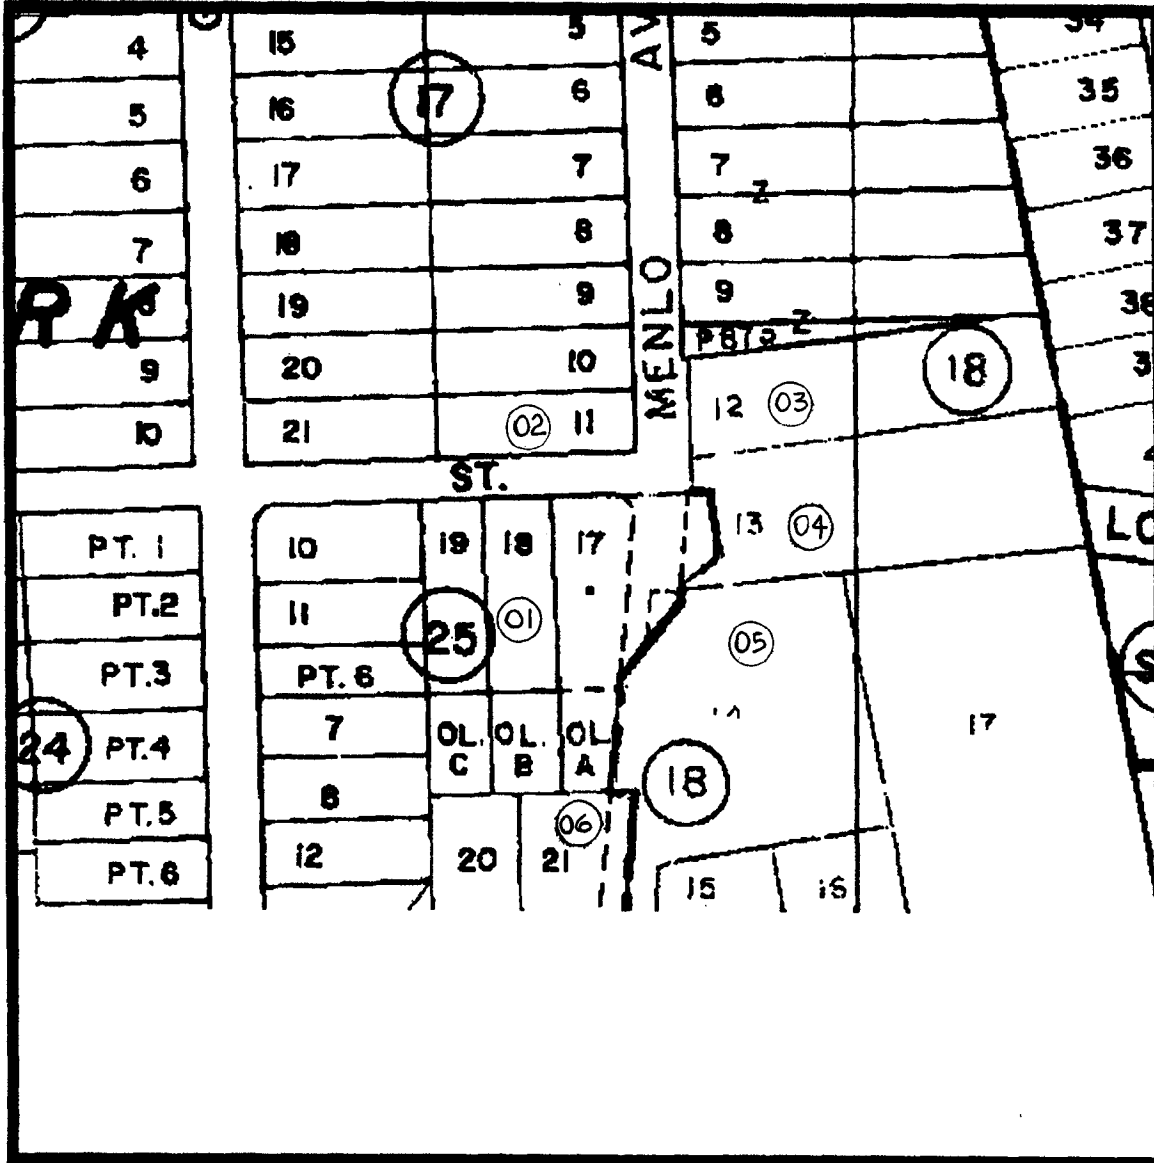 4 15 5 AV 5 34
17
5 16 6 6 35
6 17 7 7 36
Z
7 18 8 8 37
R K
19 9 9
MENLO
Z
9 20 10 18
10 21 02 11 12 03
ST.
PT. 1 10 19 18 17 13 04 LO
PT.2 11 25 01 05
PT.3 PT. 6
24 PT.4 7 OL. C OL. B OL A 17
18
PT.5 8 06
PT.6 12 20 21 15 16